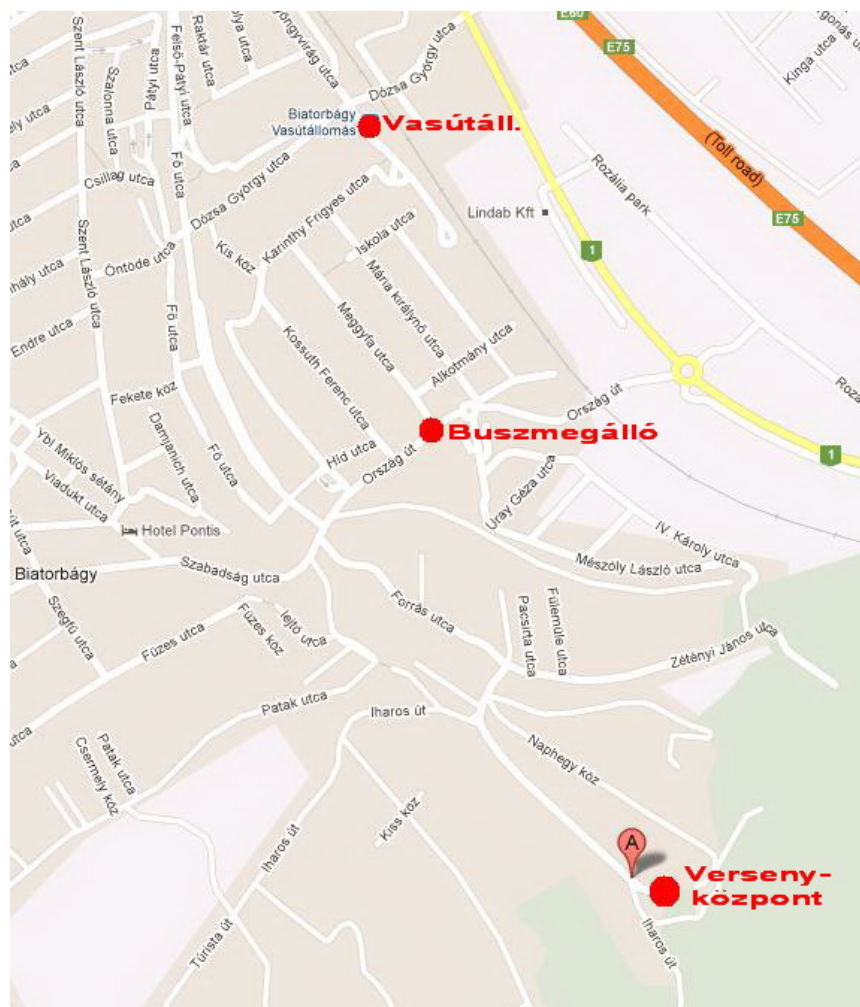 E60
E75
Kinga utca
(Toll road)
E75
Rozália park
1
Lindab Kft
Raktár utca
Felső-Pátyi utca
Pátyi utca
Szent László utca
Szalonna utca
Dózsa György utca
Biatorbágy
Vasútállomás
Vasútáll.
Csillag utca
Fő utca
Dózsa György utca
Karinthy Frigyes utca
Kis köz
Iskola utca
Szent László utca
Öntöde utca
Endre utca
Fő utca
Mária királynő utca
Meggyfa utca
Kossuth Ferenc utca
Alkotmány utca
Fekete köz
Ország út
Buszmegálló
1
Damjanich utca
Ybl Miklós sétány
Viadukt utca
Fő utca
Híd utca
Ország út
Uray Géza utca
Hotel Pontis
IV. Károly utca
Mészöly László utca
Szabadság utca
Biatorbágy
Szegfű utca
Forrás utca
Pacsirta utca
Fülemüle utca
Füzes utca
Füzes köz
lejtő utca
Zétényi János utca
Patak utca
Iharos út
Patak utca
Csermely köz
Naphegy köz
Kiss köz
Iharos út
A
Verseny-
központ
Túrista út
Iharos út